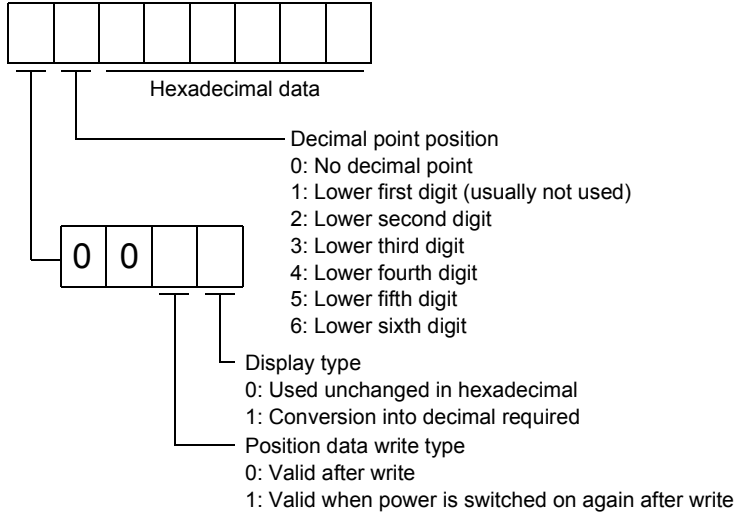 Hexadecimal data
Decimal point position
0: No decimal point
1: Lower first digit (usually not used)
2: Lower second digit
3: Lower third digit
4: Lower fourth digit
5: Lower fifth digit
6: Lower sixth digit
0 0
Display type
0: Used unchanged in hexadecimal
1: Conversion into decimal required
Position data write type
0: Valid after write
1: Valid when power is switched on again after write